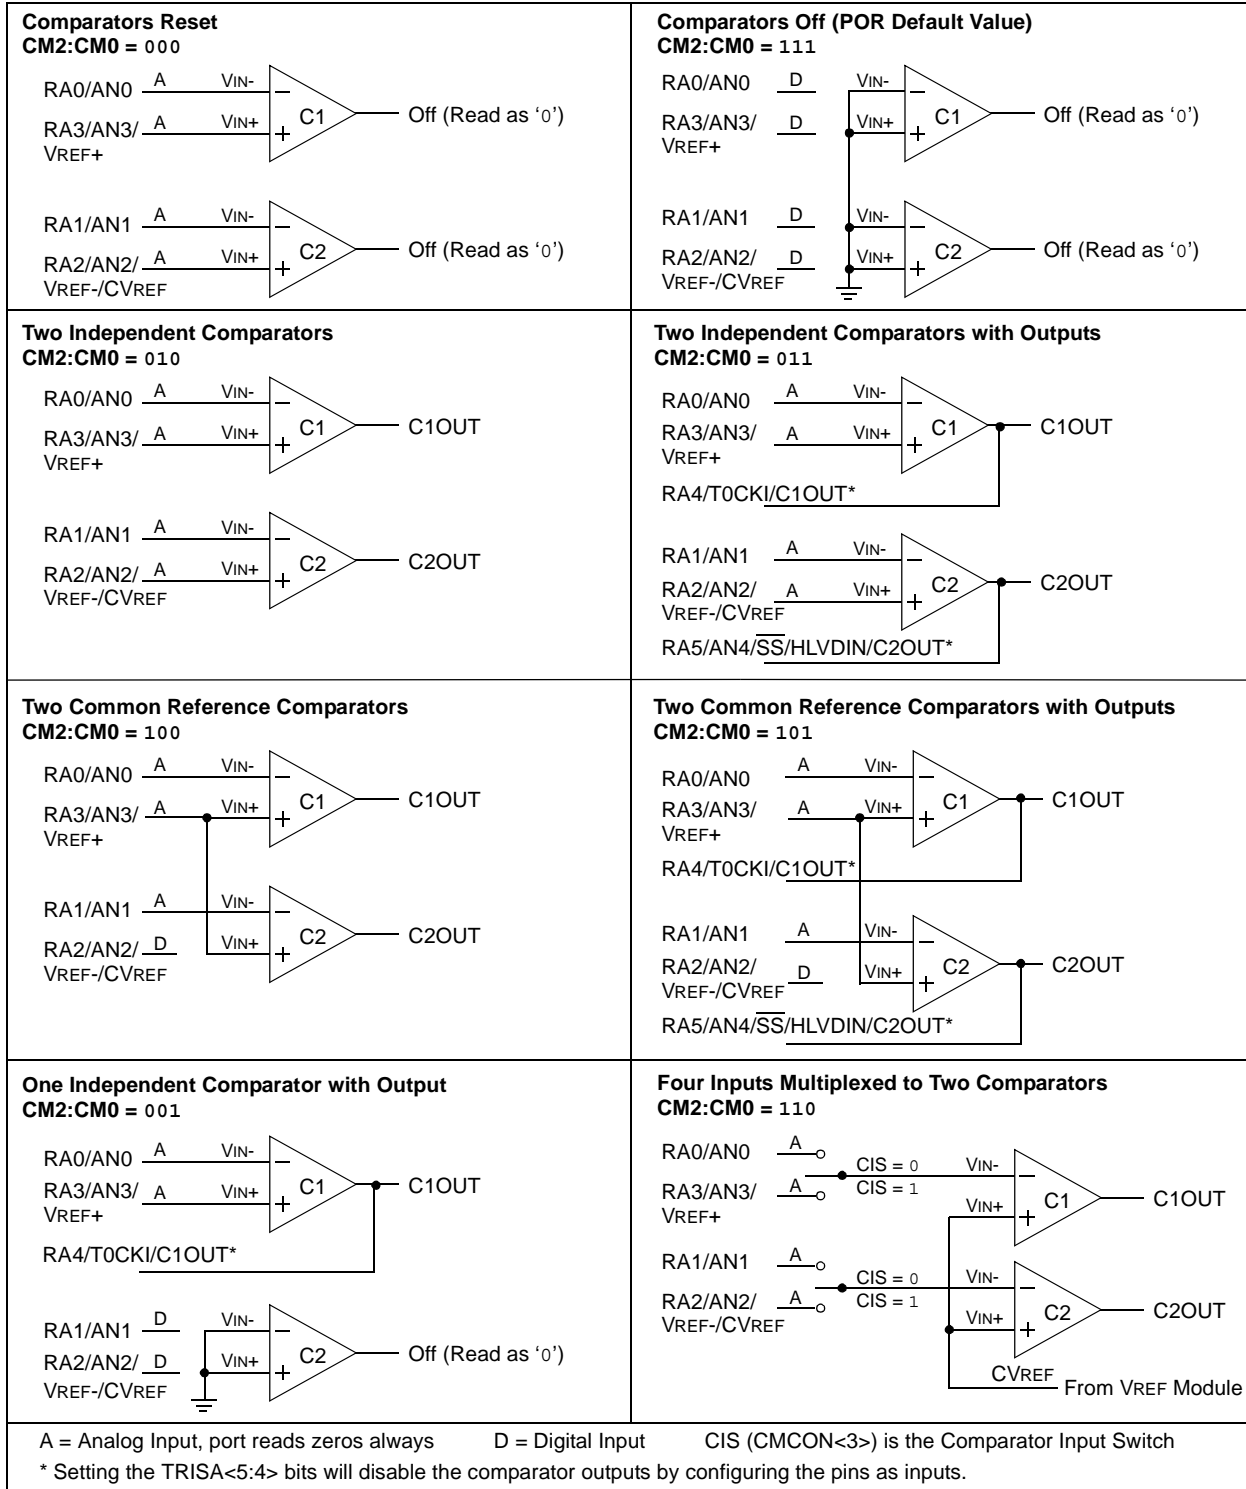 Comparators Reset
CM2:CM0 = 000
RA0/AN0 A VIN-
RA3/AN3/ A VIN+
VREF+
C1
Off (Read as ‘0’)
RA1/AN1 A VIN-
RA2/AN2/ A VIN+
VREF-/CVREF
C2
Off (Read as ‘0’)
Comparators Off (POR Default Value)
CM2:CM0 = 111
RA0/AN0 D VIN-
RA3/AN3/ D VIN+
VREF+
C1
Off (Read as ‘0’)
RA1/AN1 D VIN-
RA2/AN2/ D VIN+
VREF-/CVREF
C2
Off (Read as ‘0’)
Two Independent Comparators
CM2:CM0 = 010
RA0/AN0 A VIN-
RA3/AN3/ A VIN+
VREF+
C1
C1OUT
RA1/AN1 A VIN-
RA2/AN2/ A VIN+
VREF-/CVREF
C2
C2OUT
Two Independent Comparators with Outputs
CM2:CM0 = 011
RA0/AN0 A VIN-
RA3/AN3/ A VIN+
VREF+
C1
C1OUT
RA4/T0CKI/C1OUT*
RA1/AN1 A VIN-
RA2/AN2/ A VIN+
VREF-/CVREF
C2
C2OUT
RA5/AN4/SS/HLVDIN/C2OUT*
Two Common Reference Comparators
CM2:CM0 = 100
RA0/AN0 A VIN-
RA3/AN3/ A VIN+
VREF+
C1
C1OUT
RA1/AN1 A VIN-
RA2/AN2/ D VIN+
VREF-/CVREF
C2
C2OUT
Two Common Reference Comparators with Outputs
CM2:CM0 = 101
RA0/AN0 A VIN-
RA3/AN3/ A VIN+
VREF+
C1
C1OUT
RA4/T0CKI/C1OUT*
RA1/AN1 A VIN-
RA2/AN2/ D VIN+
VREF-/CVREF
C2
C2OUT
RA5/AN4/SS/HLVDIN/C2OUT*
One Independent Comparator with Output
CM2:CM0 = 001
RA0/AN0 A VIN-
RA3/AN3/ A VIN+
VREF+
C1
C1OUT
RA4/T0CKI/C1OUT*
RA1/AN1 D VIN-
RA2/AN2/ D VIN+
VREF-/CVREF
C2
Off (Read as ‘0’)
Four Inputs Multiplexed to Two Comparators
CM2:CM0 = 110
RA0/AN0 A
CIS = 0 VIN-
RA3/AN3/ A CIS = 1
VREF+
VIN+
C1
C1OUT
RA1/AN1 A
CIS = 0 VIN-
RA2/AN2/ A CIS = 1
VREF-/CVREF
VIN+
C2
C2OUT
CVREF
From VREF Module
A = Analog Input, port reads zeros always D = Digital Input CIS (CMCON<3>) is the Comparator Input Switch
* Setting the TRISA<5:4> bits will disable the comparator outputs by configuring the pins as inputs.